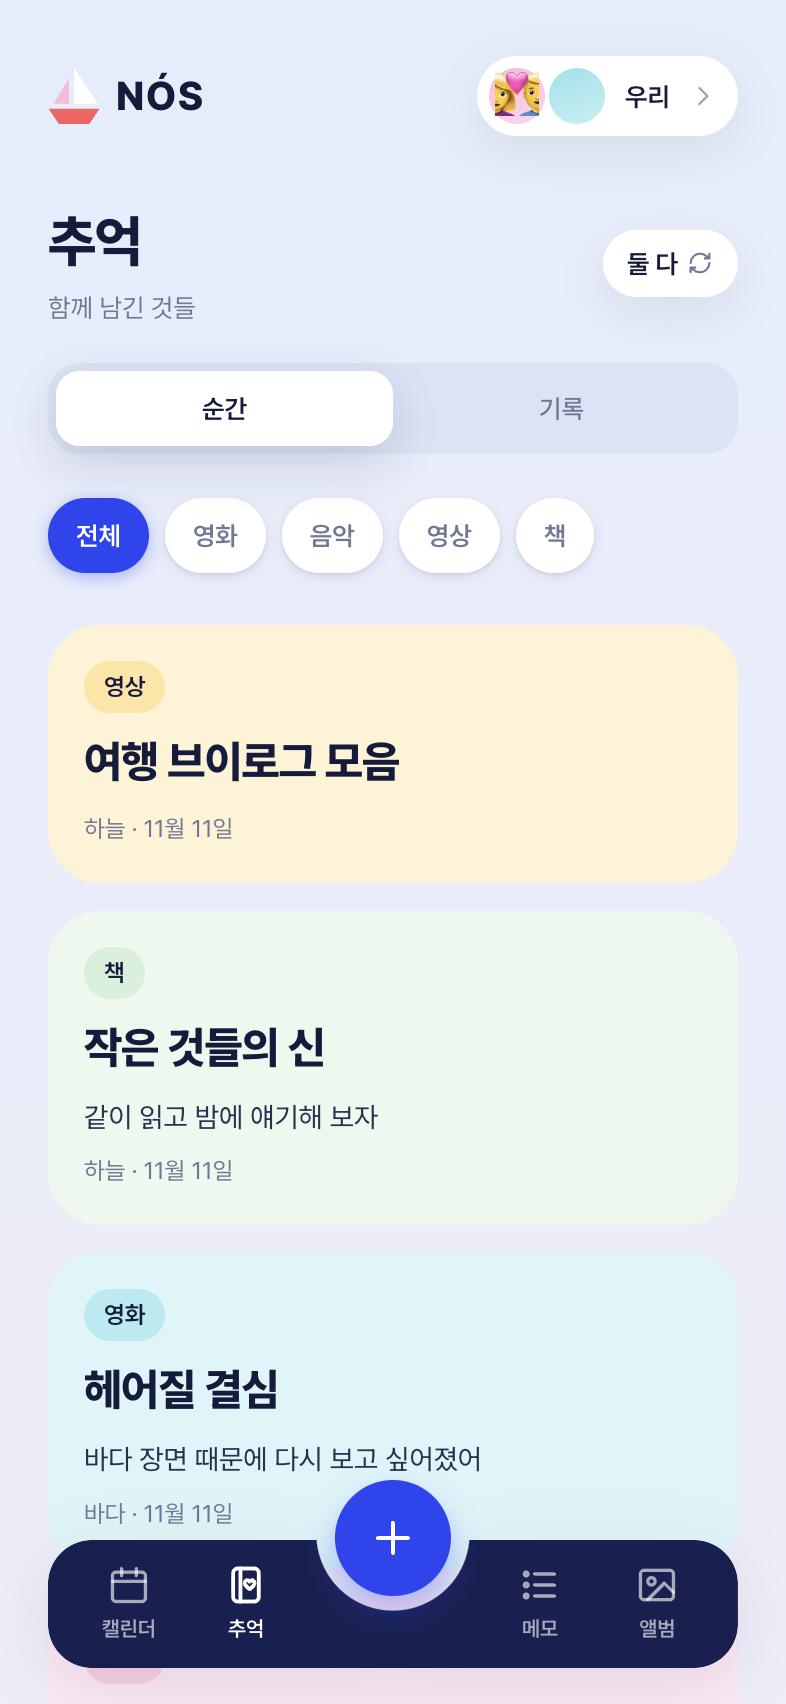 NÓS
우리
추억
둘 다
함께 남긴 것들
순간
기록
전체
영화
음악
영상
책
영상
여행 브이로그 모음
하늘 · 11월 11일
책
작은 것들의 신
같이 읽고 밤에 얘기해 보자
하늘 · 11월 11일
영화
헤어질 결심
바다 장면 때문에 다시 보고 싶어졌어
바다 · 11월 11일
캘린더
추억
메모
앨범